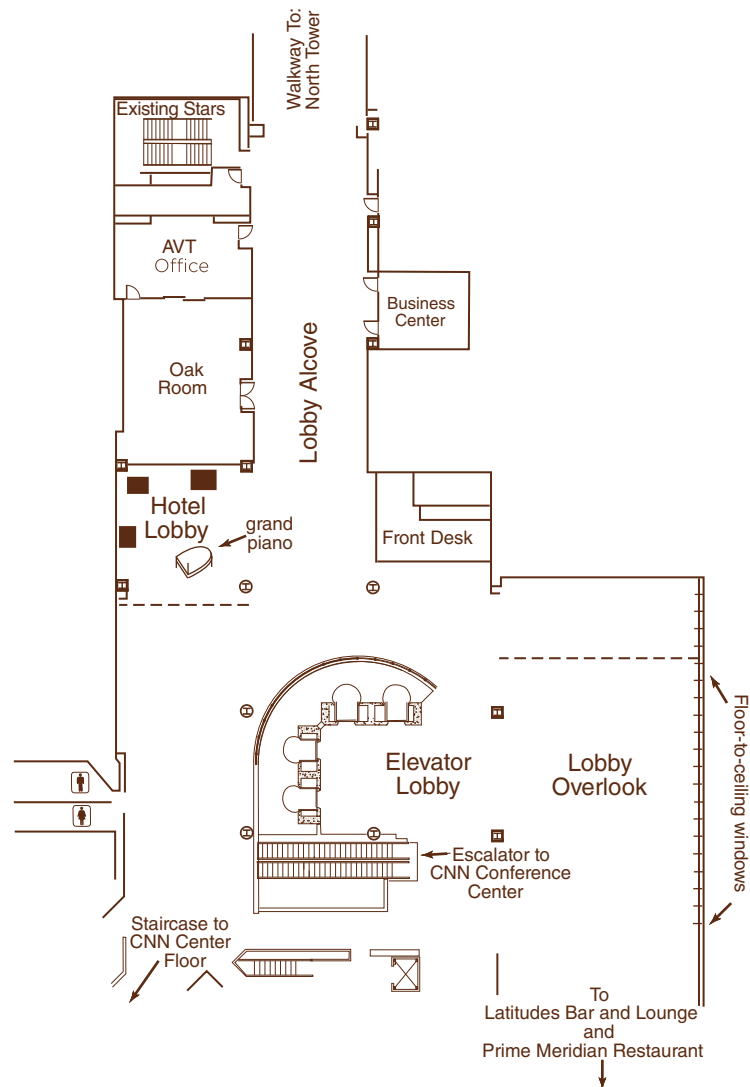 Walkway To:
North Tower
Existing Stars
AVT
Office
Business
Center
Oak
Room
Lobby Alcove
Hotel
Lobby
grand
piano
Front Desk
Elevator
Lobby
Lobby
Overlook
Floor-to-ceiling windows
Escalator to
CNN Conference
Center
Staircase to
CNN Center
Floor
To
Latitudes Bar and Lounge
and
Prime Meridian Restaurant